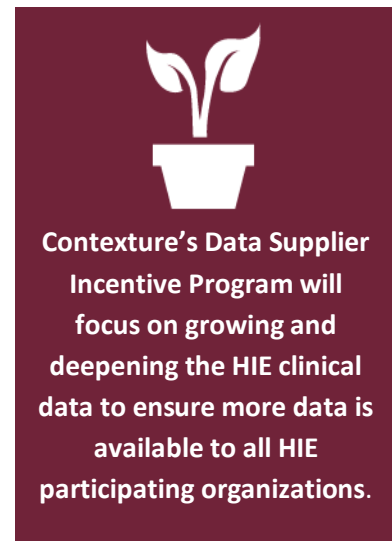 Contexture’s Data Supplier
Incentive Program will
focus on growing and
deepening the HIE clinical
data to ensure more data is
available to all HIE
participating organizations.